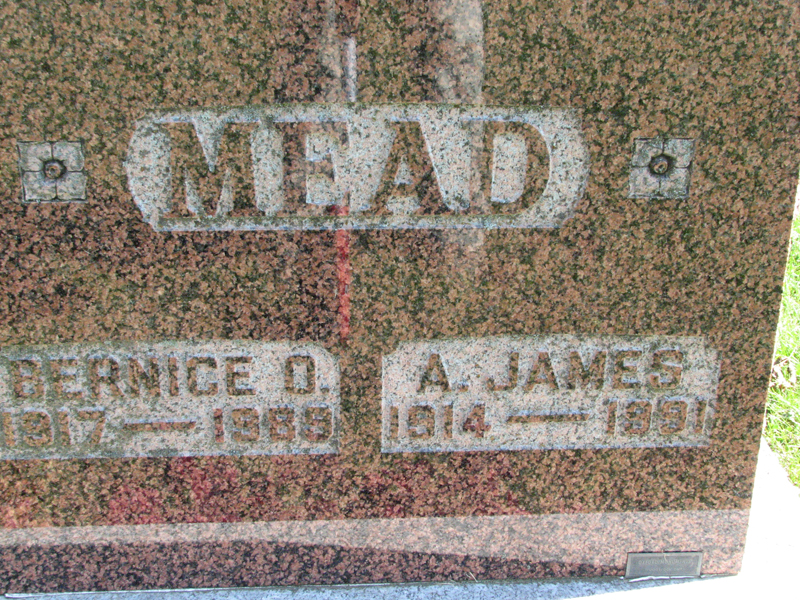 MEAD
BERNICE O.
1917 — 1989
A. JAMES
1914 — 1991